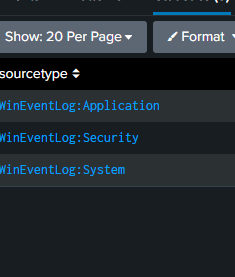 Show: 20 Per Page
Format
sourcetype
WinEventLog:Application
WinEventLog:Security
WinEventLog:System